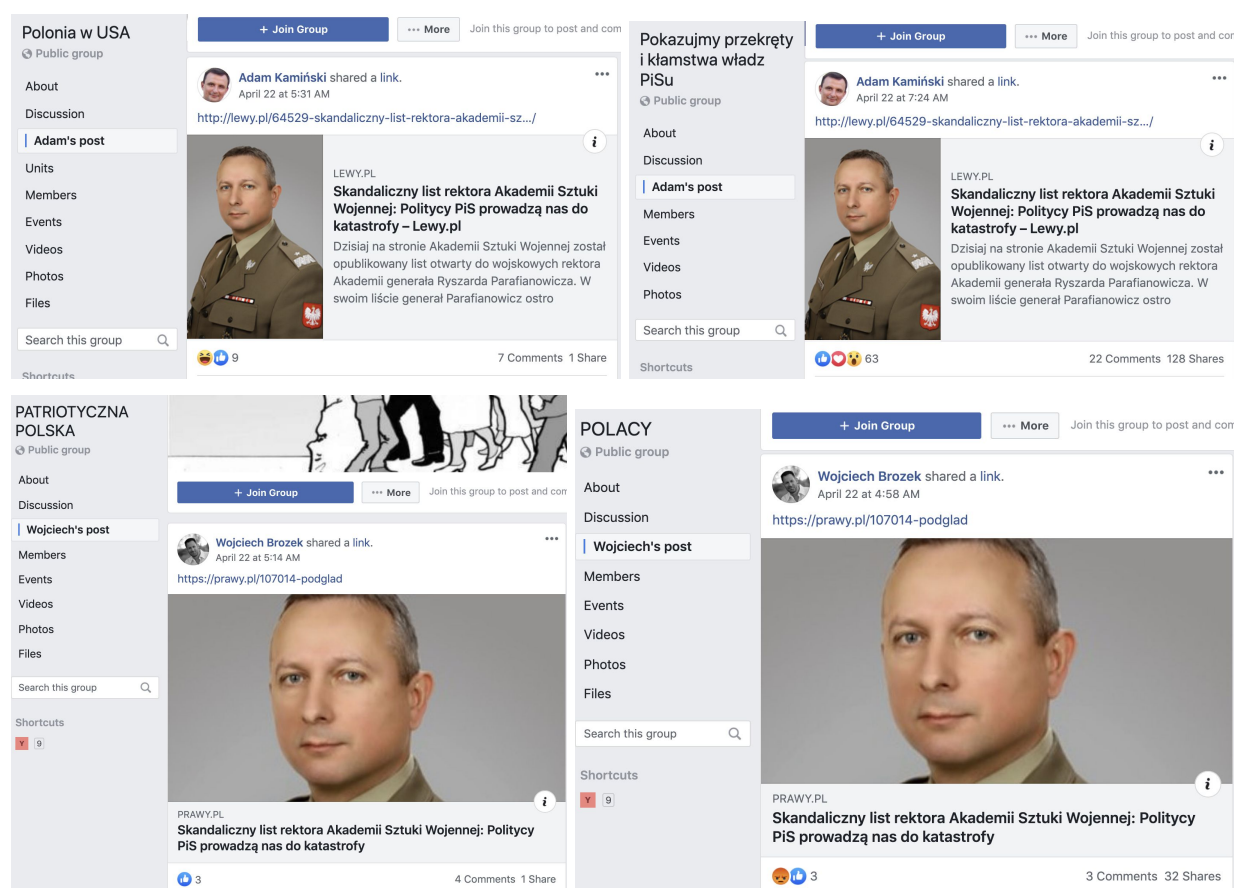 Polonia w USA
Public group
About
Discussion
Adam's post
Units
Members
Events
Videos
Photos
Files
Search this group
Shortcuts
+ Join Group
••• More
Join this group to post and com
Adam Kamiński shared a link.
April 22 at 5:31 AM
http://lewy.pl/64529-skandaliczny-list-rektora-akademii-sz.../
i
LEWY.PL
Skandaliczny list rektora Akademii Sztuki
Wojennej: Politycy PiS prowadzą nas do
katastrofy – Lewy.pl
Dzisiaj na stronie Akademii Sztuki Wojennej został
opublikowany list otwarty do wojskowych rektora
Akademii generała Ryszarda Parafianowicza. W
swoim liście generał Parafianowicz ostro
9
7 Comments 1 Share
Pokazujmy przekręty
i kłamstwa władz
PiSu
Public group
About
Discussion
Adam's post
Members
Events
Videos
Photos
Search this group
Shortcuts
+ Join Group
••• More
Join this group to post and cor
Adam Kamiński shared a link.
April 22 at 7:24 AM
http://lewy.pl/64529-skandaliczny-list-rektora-akademii-sz.../
i
LEWY.PL
Skandaliczny list rektora Akademii Sztuki
Wojennej: Politycy PiS prowadzą nas do
katastrofy – Lewy.pl
Dzisiaj na stronie Akademii Sztuki Wojennej został
opublikowany list otwarty do wojskowych rektora
Akademii generała Ryszarda Parafianowicza. W
swoim liście generał Parafianowicz ostro
63
22 Comments 128 Shares
PATRIOTYCZNA
POLSKA
Public group
About
Discussion
Wojciech's post
Members
Events
Videos
Photos
Files
Search this group
Shortcuts
Y 9
+ Join Group
••• More
Join this group to post and con
Wojciech Brozek shared a link.
April 22 at 5:14 AM
https://prawy.pl/107014-podglad
i
PRAWY.PL
Skandaliczny list rektora Akademii Sztuki Wojennej: Politycy
PiS prowadzą nas do katastrofy
3
4 Comments 1 Share
POLACY
Public group
About
Discussion
Wojciech's post
Members
Events
Videos
Photos
Files
Search this group
Shortcuts
Y 9
+ Join Group
••• More
Join this group to post and con
Wojciech Brozek shared a link.
April 22 at 4:58 AM
https://prawy.pl/107014-podglad
i
PRAWY.PL
Skandaliczny list rektora Akademii Sztuki Wojennej: Politycy
PiS prowadzą nas do katastrofy
3
3 Comments 32 Shares